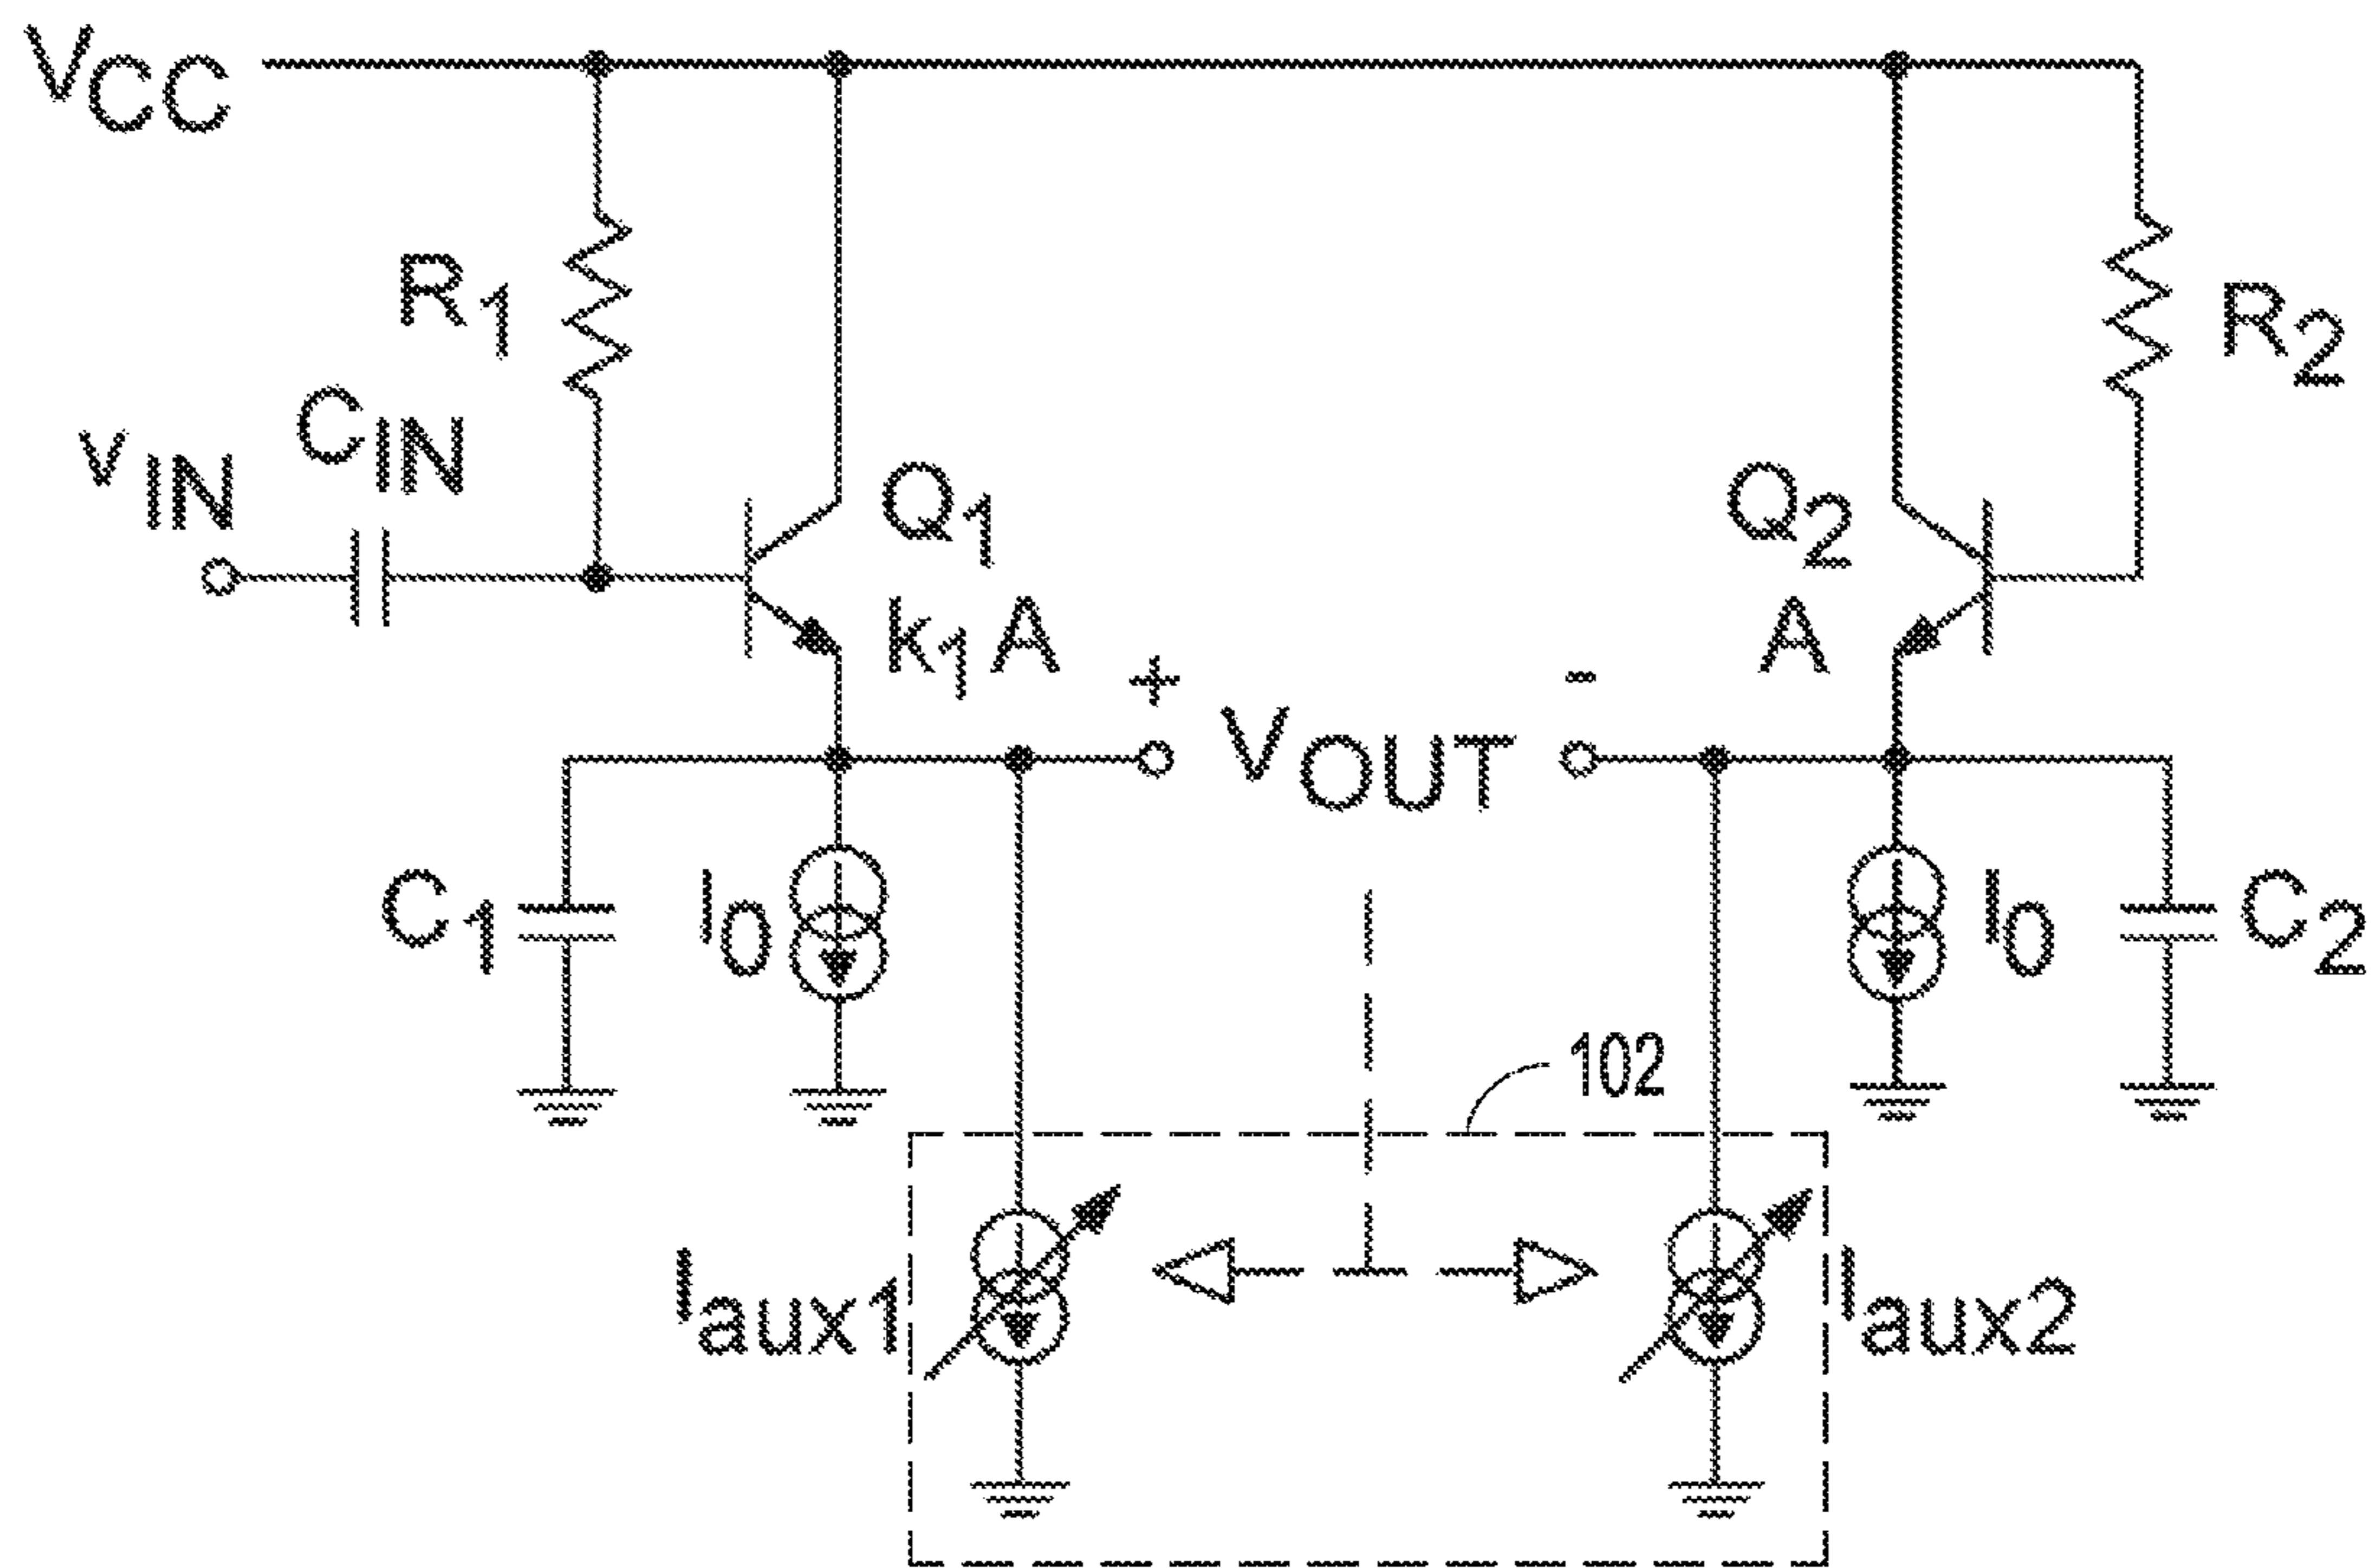 VCC
R1
R2
CIN
vIN
Q1
Q2
k1A
A
+
-
VOUT
C1
I0
I0
C2
102
Iaux1
Iaux2